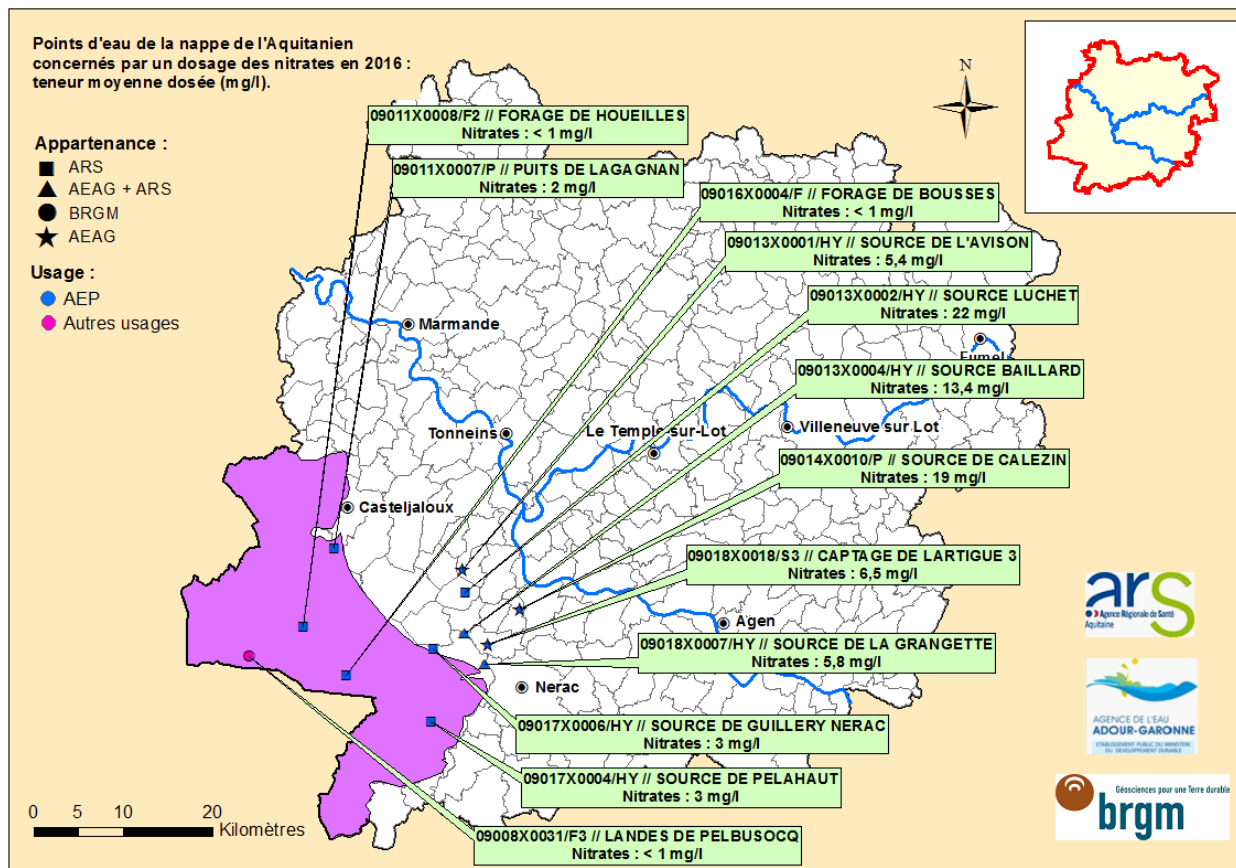 Points d'eau de la nappe de l'Aquitanien
concernés par un dosage des nitrates en 2016 :
teneur moyenne dosée (mg/l).
N
Appartenance :
ARS
AEAG + ARS
BRGM
AEAG
Usage :
AEP
Autres usages
09011X0008/F2 // FORAGE DE HOUEILLES
Nitrates : < 1 mg/l
09011X0007/P // PUITS DE LAGAGNAN
Nitrates : 2 mg/l
09016X0004/F // FORAGE DE BOUSSES
Nitrates : < 1 mg/l
09013X0001/HY // SOURCE DE L'AVISON
Nitrates : 5,4 mg/l
09013X0002/HY // SOURCE LUCHET
Nitrates : 22 mg/l
Marmande
Fumel
09013X0004/HY // SOURCE BAILLARD
Nitrates : 13,4 mg/l
Tonneins
Le Temple-sur-Lot
Villeneuve sur Lot
09014X0010/P // SOURCE DE CALEZIN
Nitrates : 19 mg/l
Casteljaloux
09018X0018/S3 // CAPTAGE DE LARTIGUE 3
Nitrates : 6,5 mg/l
Agen
09018X0007/HY // SOURCE DE LA GRANGETTE
Nitrates : 5,8 mg/l
Nerac
09017X0006/HY // SOURCE DE GUILLERY NERAC
Nitrates : 3 mg/l
09017X0004/HY // SOURCE DE PELAHAUT
Nitrates : 3 mg/l
09008X0031/F3 // LANDES DE PELBUSOCQ
Nitrates : < 1 mg/l
0 5 10 20
Kilomètres
ars
Agence Régionale de Santé
Aquitaine
AGENCE DE L'EAU
ADOUR-GARONNE
ETABLISSEMENT PUBLIC DU MINISTERE
DU DEVELOPPEMENT DURABLE
Géosciences pour une Terre durable
brgm